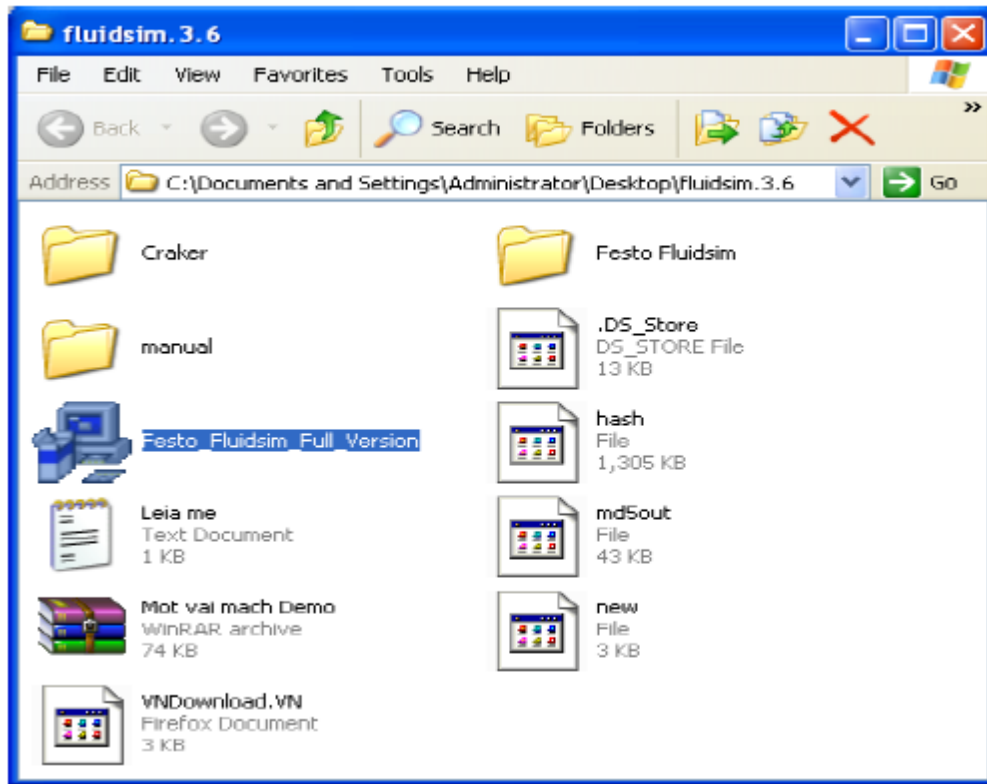 fluidsim.3.6
File Edit View Favorites Tools Help
Back Search Folders »
Address C:\Documents and Settings\Administrator\Desktop\fluidsim.3.6 Go
Craker
Festo Fluidsim
manual
.DS_Store
DS_STORE File
13 KB
Festo_Fluidsim_Full_Version
hash
File
1,305 KB
Leia me
Text Document
1 KB
md5out
File
43 KB
Mot vai mach Demo
WinRAR archive
74 KB
new
File
3 KB
VNDownload.VN
Firefox Document
3 KB